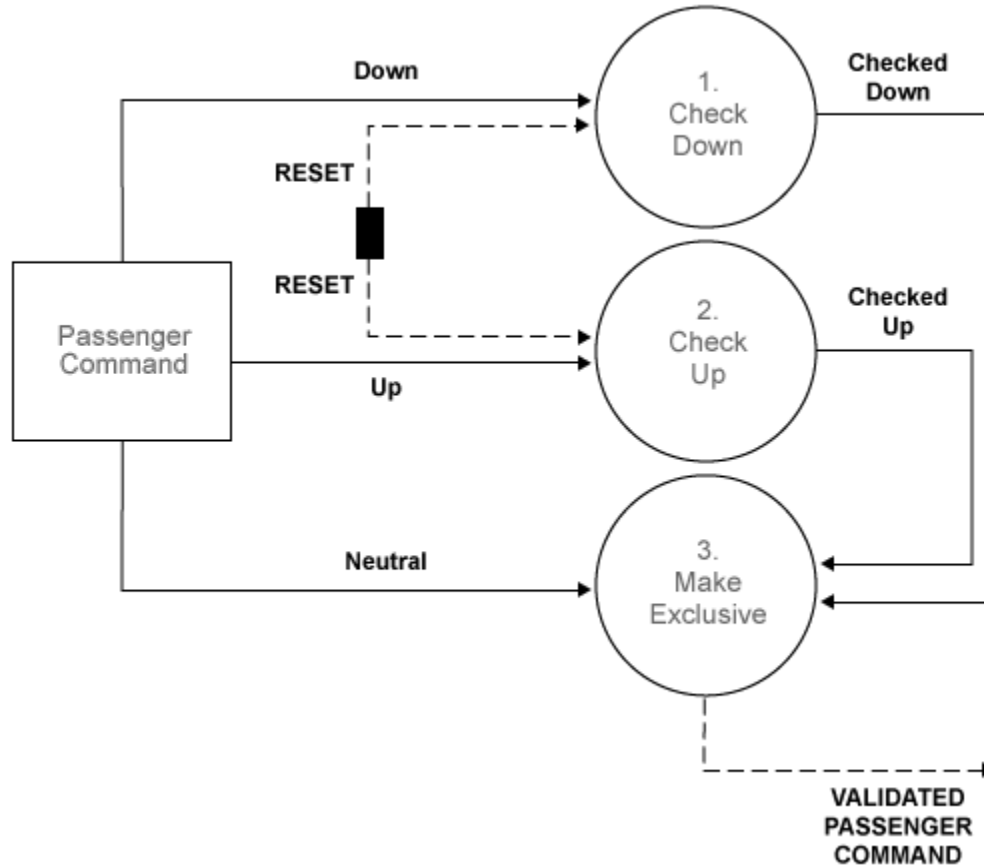 Down
1.
Check
Down
Checked
Down
RESET
RESET
Passenger
Command
Up
2.
Check
Up
Checked
Up
Neutral
3.
Make
Exclusive
VALIDATED
PASSENGER
COMMAND